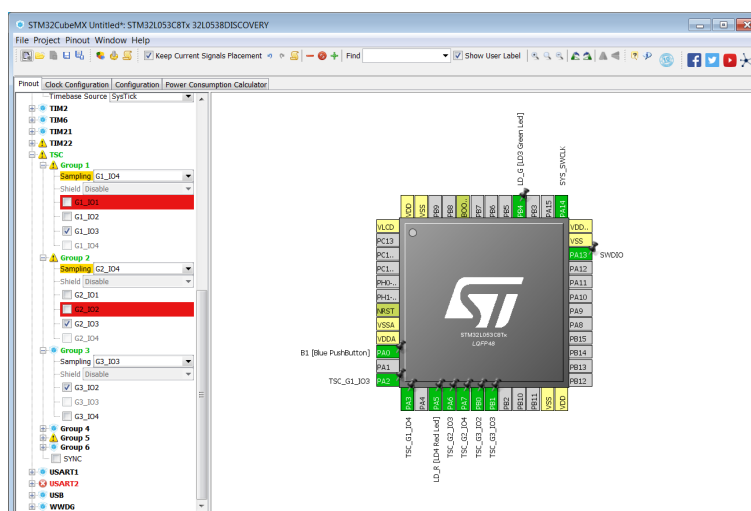 STM32CubeMX Untitled*: STM32L053C8Tx 32L0538DISCOVERY
File Project Pinout Window Help
Keep Current Signals Placement Find Show User Label
Pinout Clock Configuration Configuration Power Consumption Calculator
Timebase Source SysTick
TIM2
TIM6
TIM21
TIM22
TSC
Group 1
Sampling G1_IO4
Shield Disable
G1_IO1
G1_IO2
G1_IO3
G1_IO4
Group 2
Sampling G2_IO4
Shield Disable
G2_IO1
G2_IO2
G2_IO3
G2_IO4
Group 3
Sampling G3_IO3
Shield Disable
G3_IO2
G3_IO3
G3_IO4
Group 4
Group 5
Group 6
SYNC
USART1
USART2
USB
WWDG
LD_G [LD3 Green Led]
SYS_SWCLK
VDD
VSS
PB9
PB8
BOO..
PB7
PB6
PB5
PB4
PB3
PA15
PA14
VLCD
PC13
PC1..
PC1..
PH0-..
PH1-..
NRST
VSSA
VDDA
B1 [Blue PushButton] PA0
PA1
TSC_G1_IO3 PA2
STM32L053C8Tx
LQFP48
VDD..
VSS
PA13 SWDIO
PA12
PA11
PA10
PA9
PA8
PB15
PB14
PB13
PB12
PA3
PA4
PA5
PA6
PA7
PB0
PB1
PB2
PB10
PB11
VSS
VDD
TSC_G1_IO4
LD_R [LD4 Red Led]
TSC_G2_IO3
TSC_G2_IO4
TSC_G3_IO2
TSC_G3_IO3